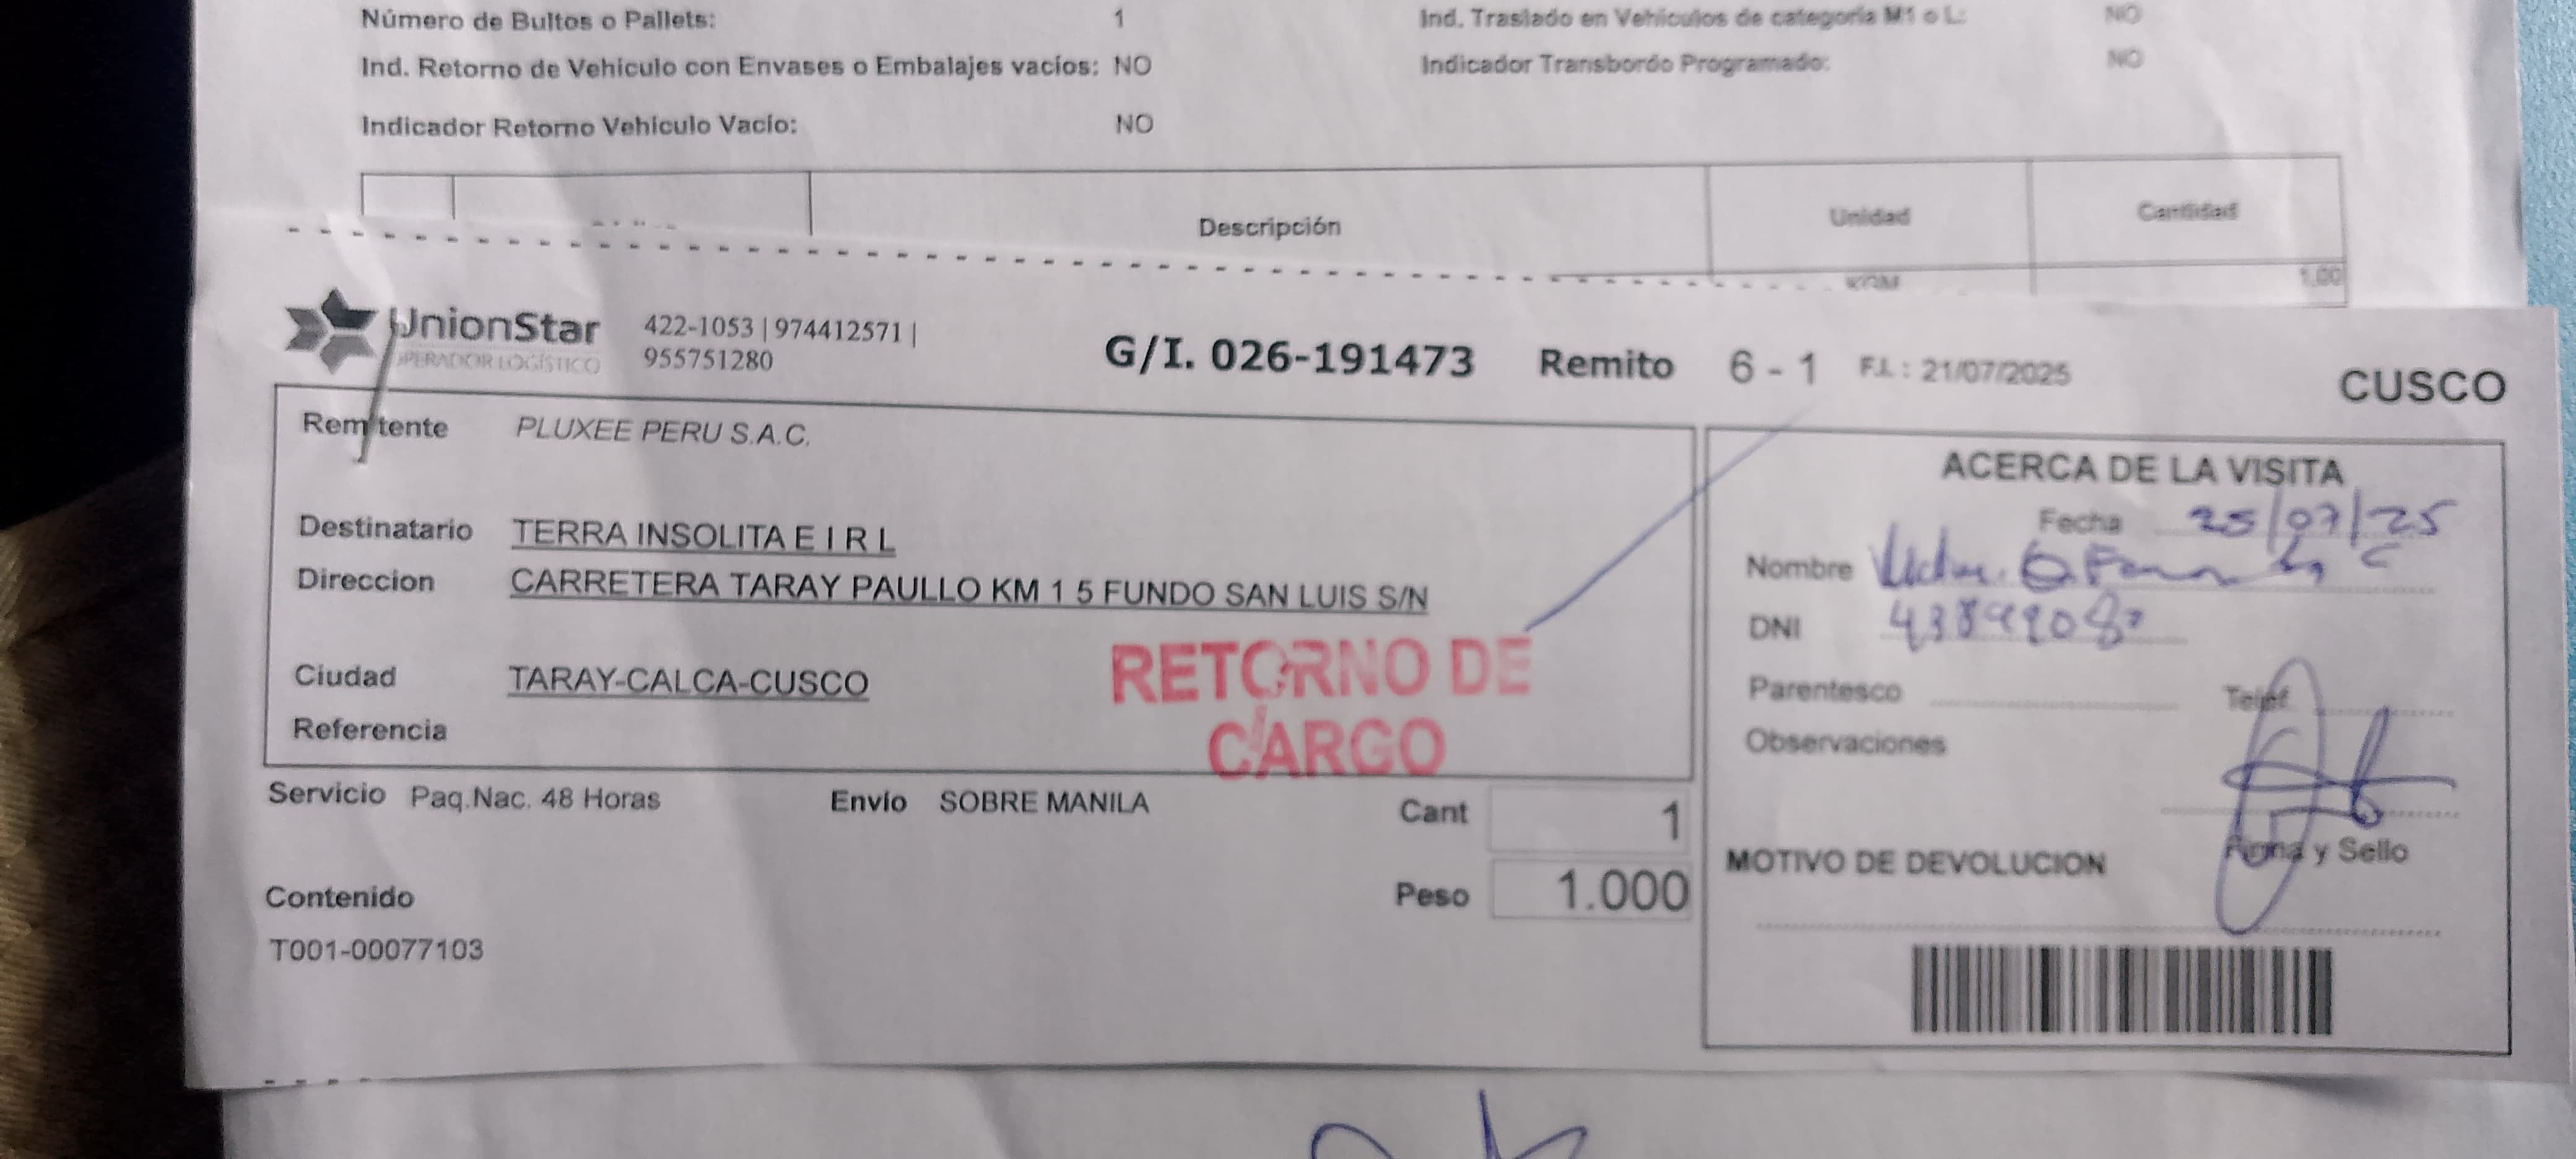 Número de Bultos o Pallets: 1 Ind. Traslado en Vehículos de categoría M1 o L: NO
Ind. Retorno de Vehículo con Envases o Embalajes vacíos: NO Indicador Transbordo Programado: NO
Indicador Retorno Vehículo Vacío: NO
Descripción Unidad Cantidad
KGM 1.00
UnionStar
OPERADOR LOGÍSTICO
422-1053 | 974412571 |
955751280
G/I. 026-191473 Remito 6 - 1 F.I. : 21/07/2025 CUSCO
Remitente PLUXEE PERU S.A.C.
Destinatario TERRA INSOLITA E I R L
Direccion CARRETERA TARAY PAULLO KM 1 5 FUNDO SAN LUIS S/N
Ciudad TARAY-CALCA-CUSCO
Referencia
RETORNO DE
CARGO
Servicio Paq.Nac. 48 Horas Envío SOBRE MANILA Cant 1
Peso 1.000
Contenido
T001-00077103
ACERCA DE LA VISITA
Fecha 25/07/25
Nombre
DNI
Parentesco Teléf.
Observaciones
Firma y Sello
MOTIVO DE DEVOLUCION